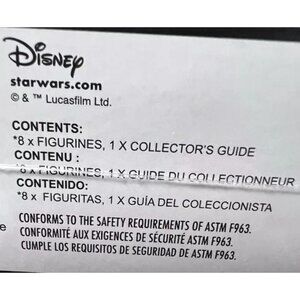 Disney
starwars.com
© & ™ Lucasfilm Ltd.
CONTENTS:
*8 x FIGURINES, 1 X COLLECTOR'S GUIDE
CONTENU :
*8 x FIGURINES, 1 X GUIDE DU COLLECTIONNEUR
CONTENIDO:
*8 x FIGURITAS, 1 X GUÍA DEL COLECCIONISTA
CONFORMS TO THE SAFETY REQUIREMENTS OF ASTM F963.
CONFORMITÉ AUX EXIGENCES DE SÉCURITÉ ASTM F963.
CUMPLE LOS REQUISITOS DE SEGURIDAD DE ASTM F963.